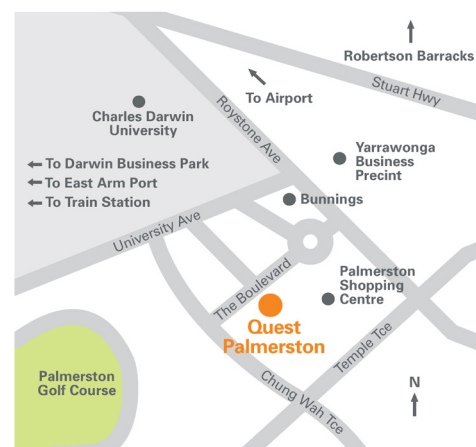 Robertson Barracks
Stuart Hwy
To Airport
Roystone Ave
Charles Darwin
University
Yarrawonga
Business
Precint
To Darwin Business Park
To East Arm Port
To Train Station
Bunnings
University Ave
The Boulevard
Palmerston
Shopping
Centre
Quest
Palmerston
Temple Tce
Palmerston
Golf Course
Chung Wah Tce
N